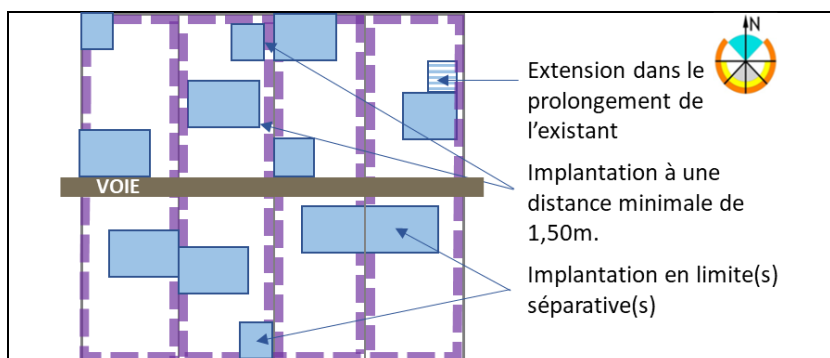 N
Extension dans le
prolongement de
l’existant
Implantation à une
distance minimale de
1,50m.
VOIE
Implantation en limite(s)
séparative(s)